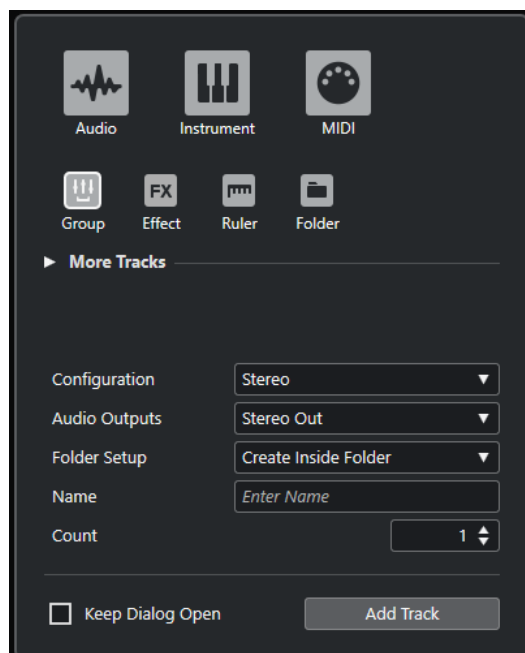 Audio Instrument MIDI
FX
Group Effect Ruler Folder
More Tracks
Configuration Stereo
Audio Outputs Stereo Out
Folder Setup Create Inside Folder
Name Enter Name
Count 1
Keep Dialog Open Add Track